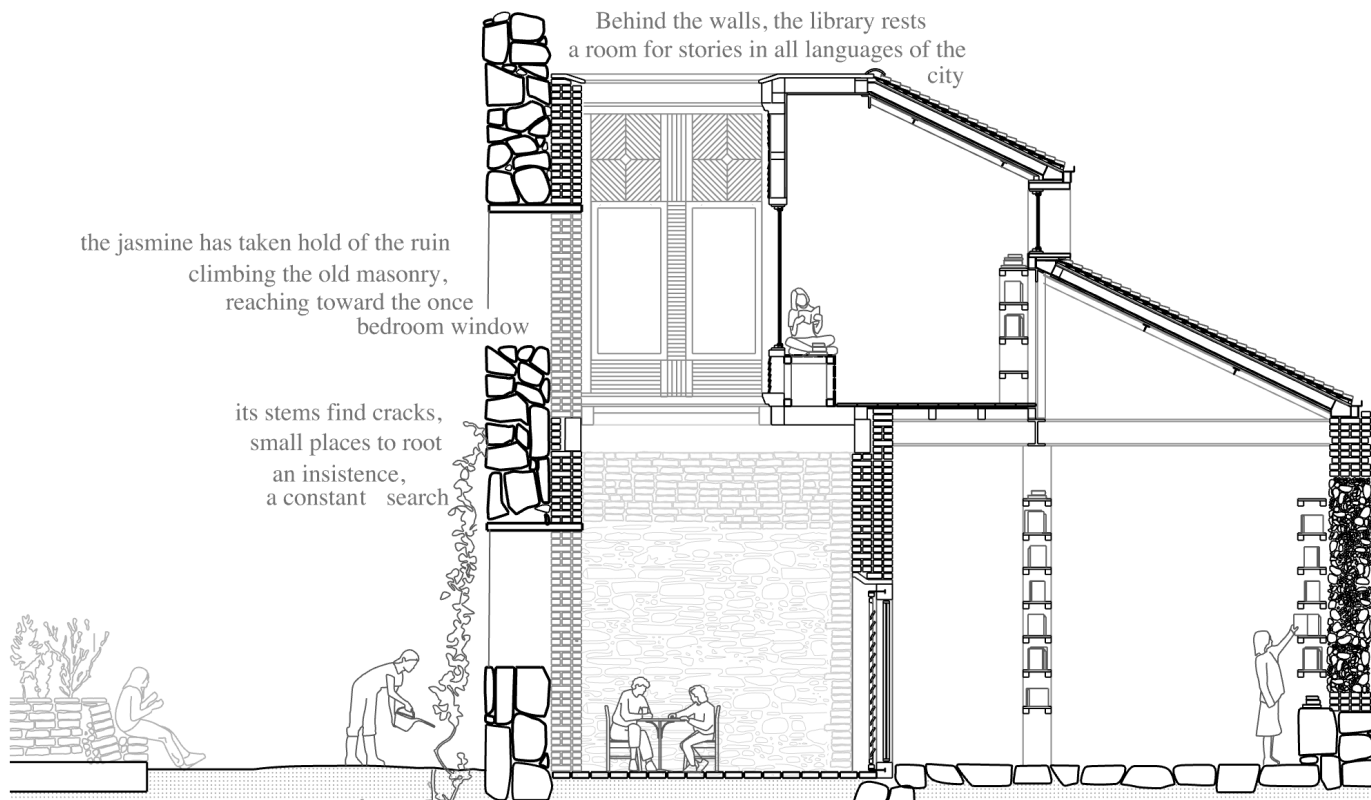 Behind the walls, the library rests
a room for stories in all languages of the
city
the jasmine has taken hold of the ruin
climbing the old masonry,
reaching toward the once
bedroom window
its stems find cracks,
small places to root
an insistence,
a constant search